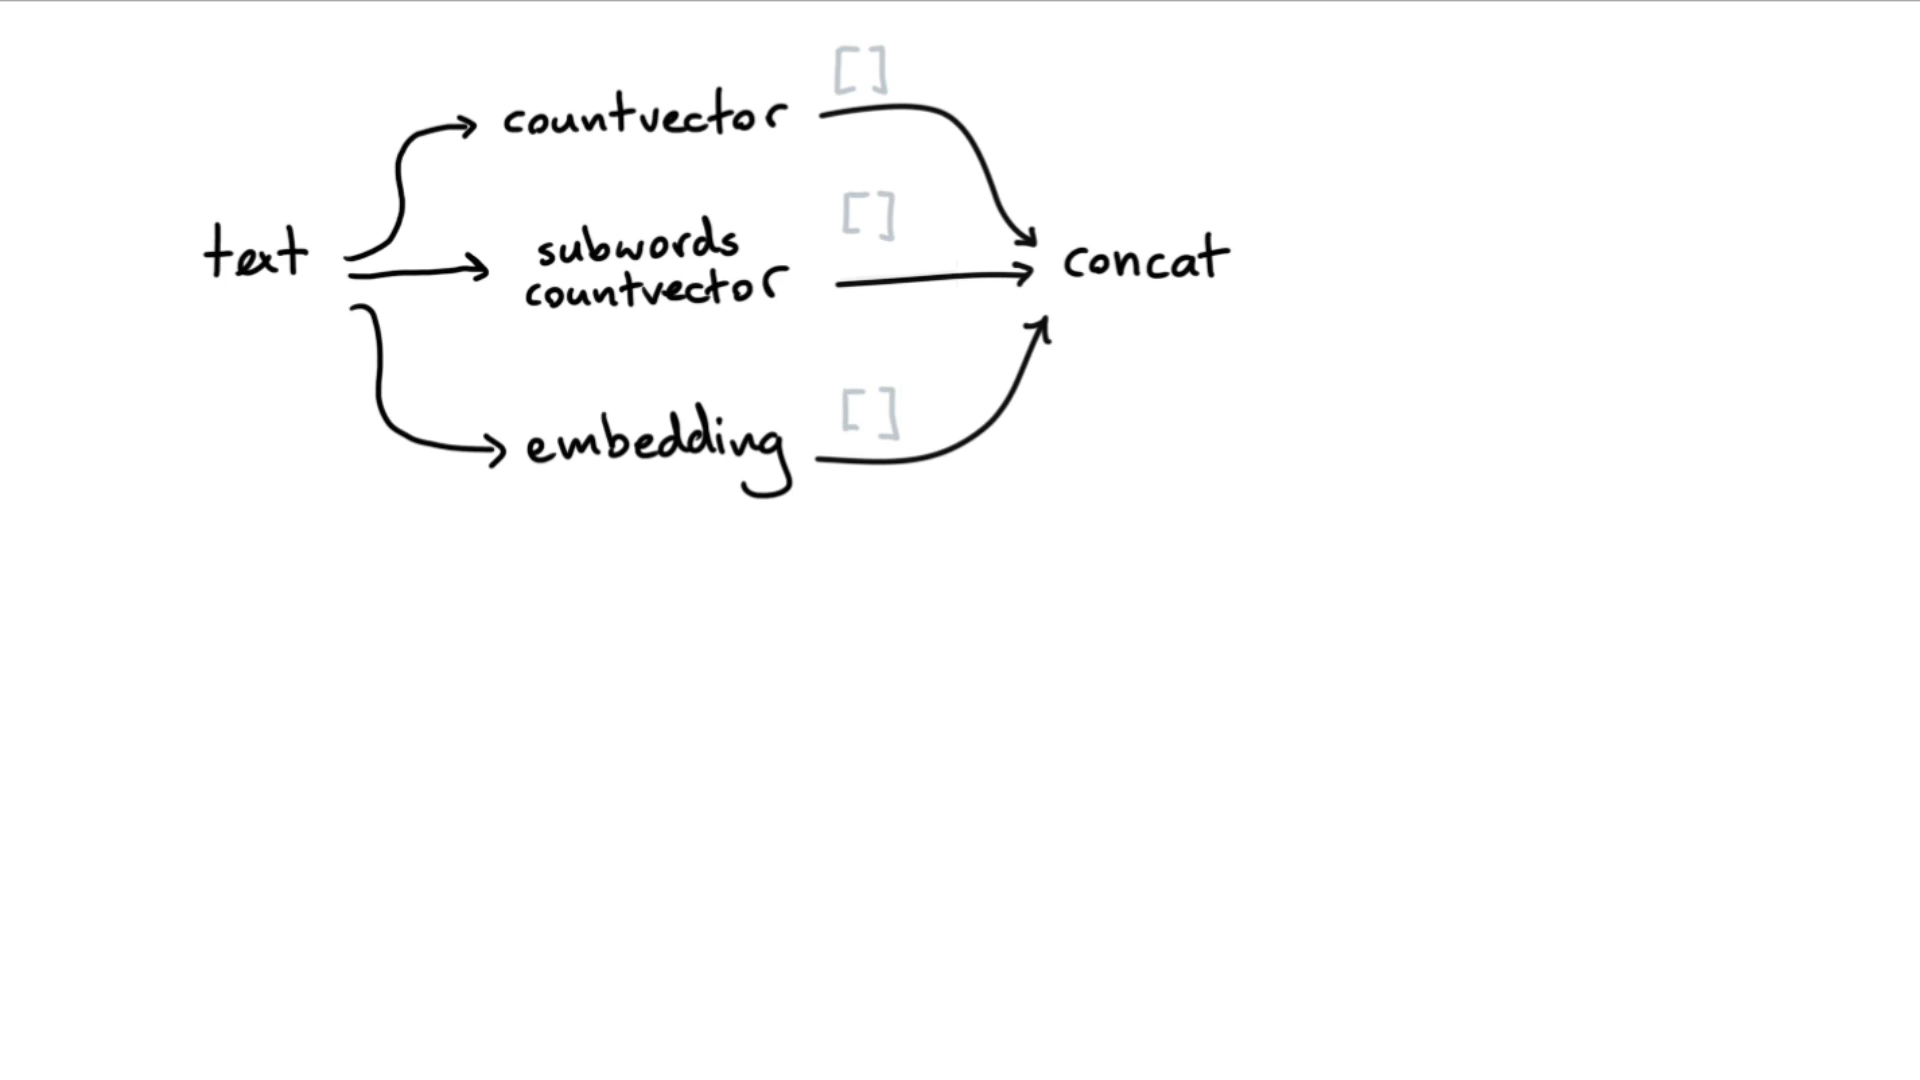 []
countvector
[]
text
subwords
countvector
concat
[]
embedding